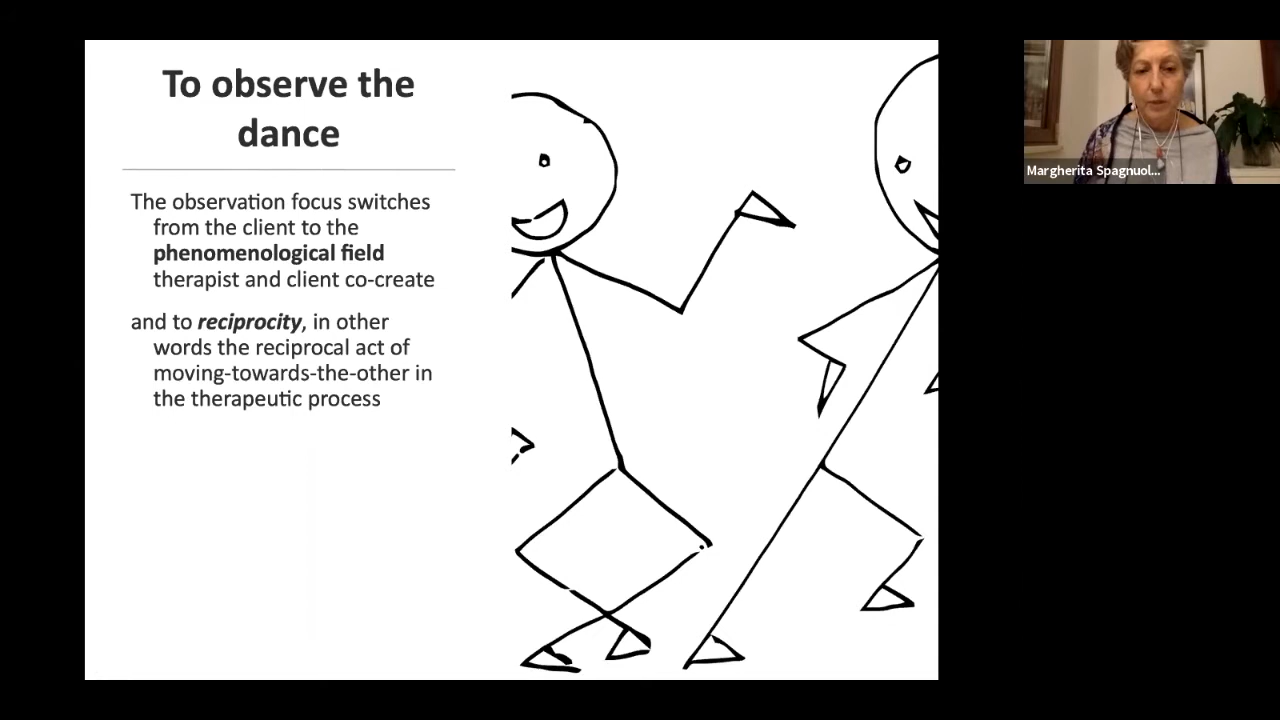 To observe the
dance
The observation focus switches
from the client to the
phenomenological field
therapist and client co-create
and to reciprocity, in other
words the reciprocal act of
moving-towards-the-other in
the therapeutic process
Margherita Spagnuol...